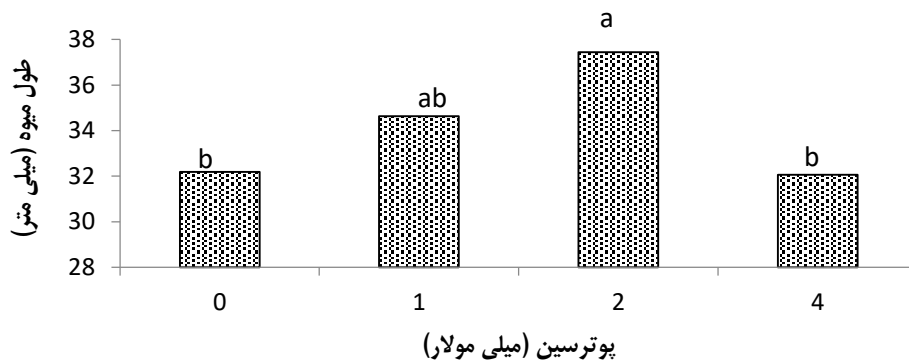 38
36
34
32
30
28
طول میوه (میلی متر)
b
ab
a
b
0
1
2
4
پوترسین (میلی مولار)